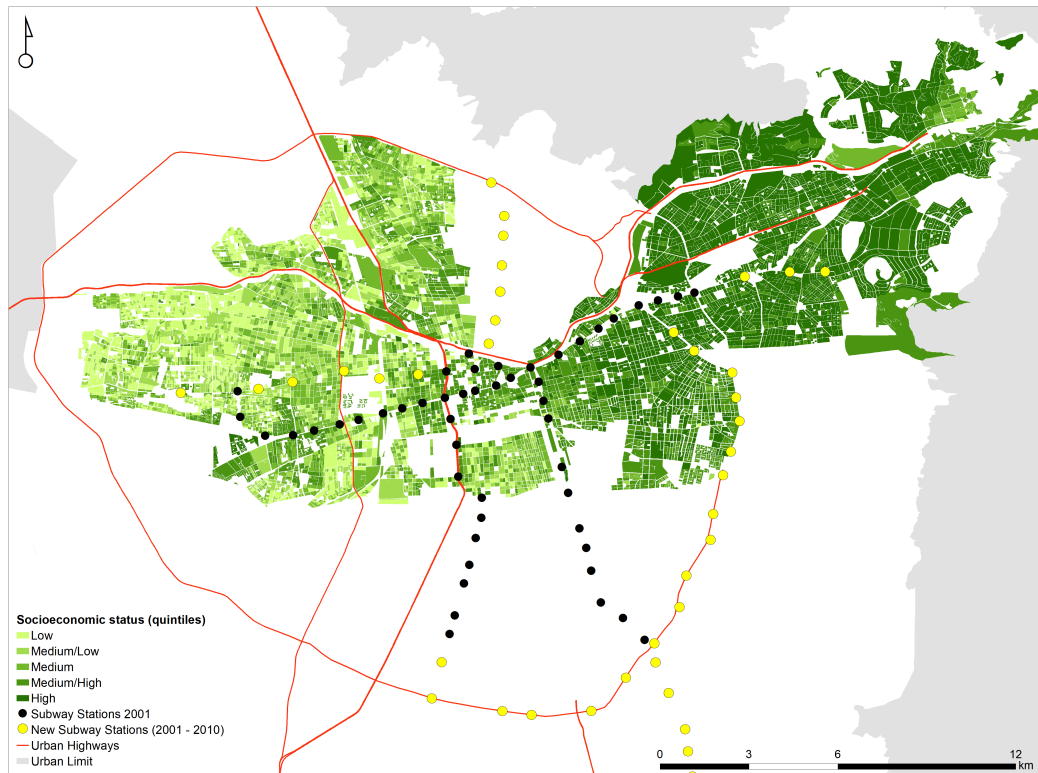 Socioeconomic status (quintiles)
Low
Medium/Low
Medium
Medium/High
High
Subway Stations 2001
New Subway Stations (2001 - 2010)
Urban Highways
Urban Limit
0 3 6 12
km